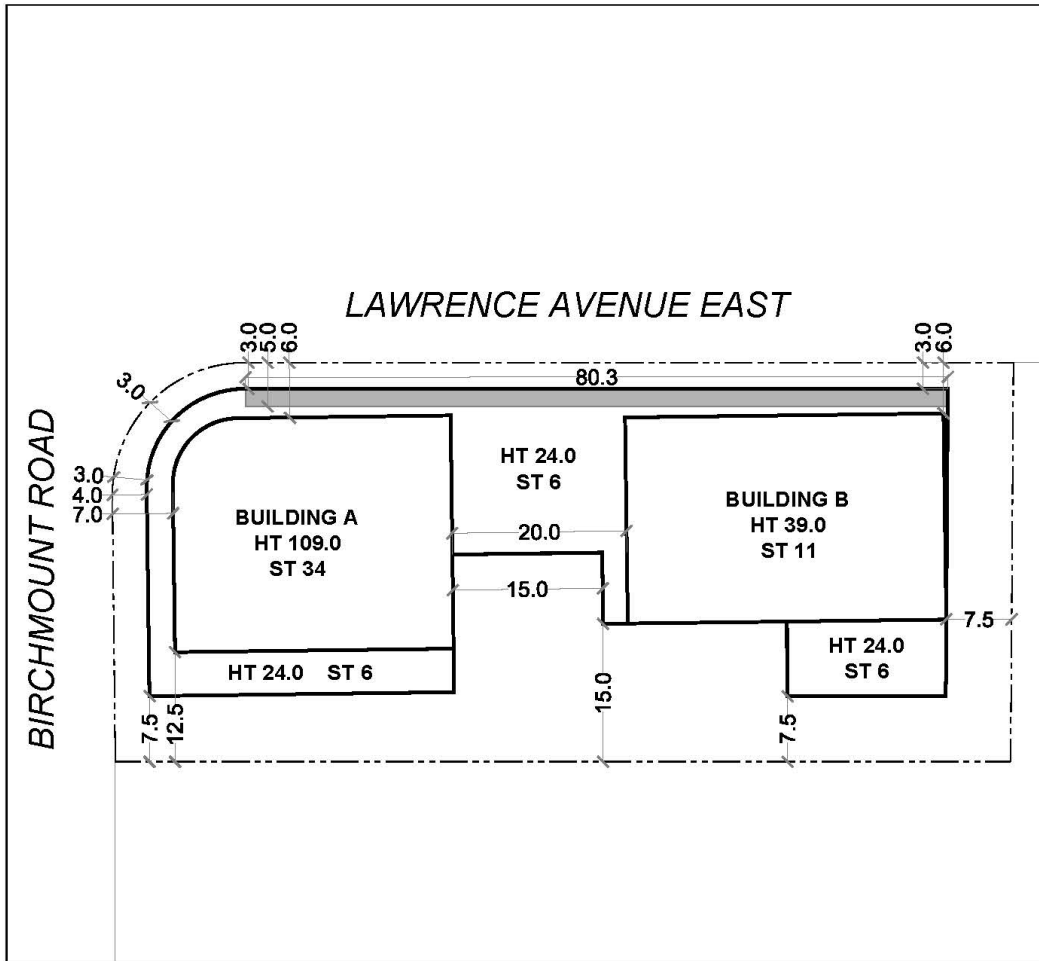 LAWRENCE AVENUE EAST
3.0
5.0
6.0
3.0
6.0
80.3
3.0
BIRCHMOUNT ROAD
3.0
4.0
7.0
BUILDING A
HT 109.0
ST 34
HT 24.0
ST 6
BUILDING B
HT 39.0
ST 11
20.0
15.0
7.5
HT 24.0 ST 6
HT 24.0
ST 6
7.5
12.5
15.0
7.5